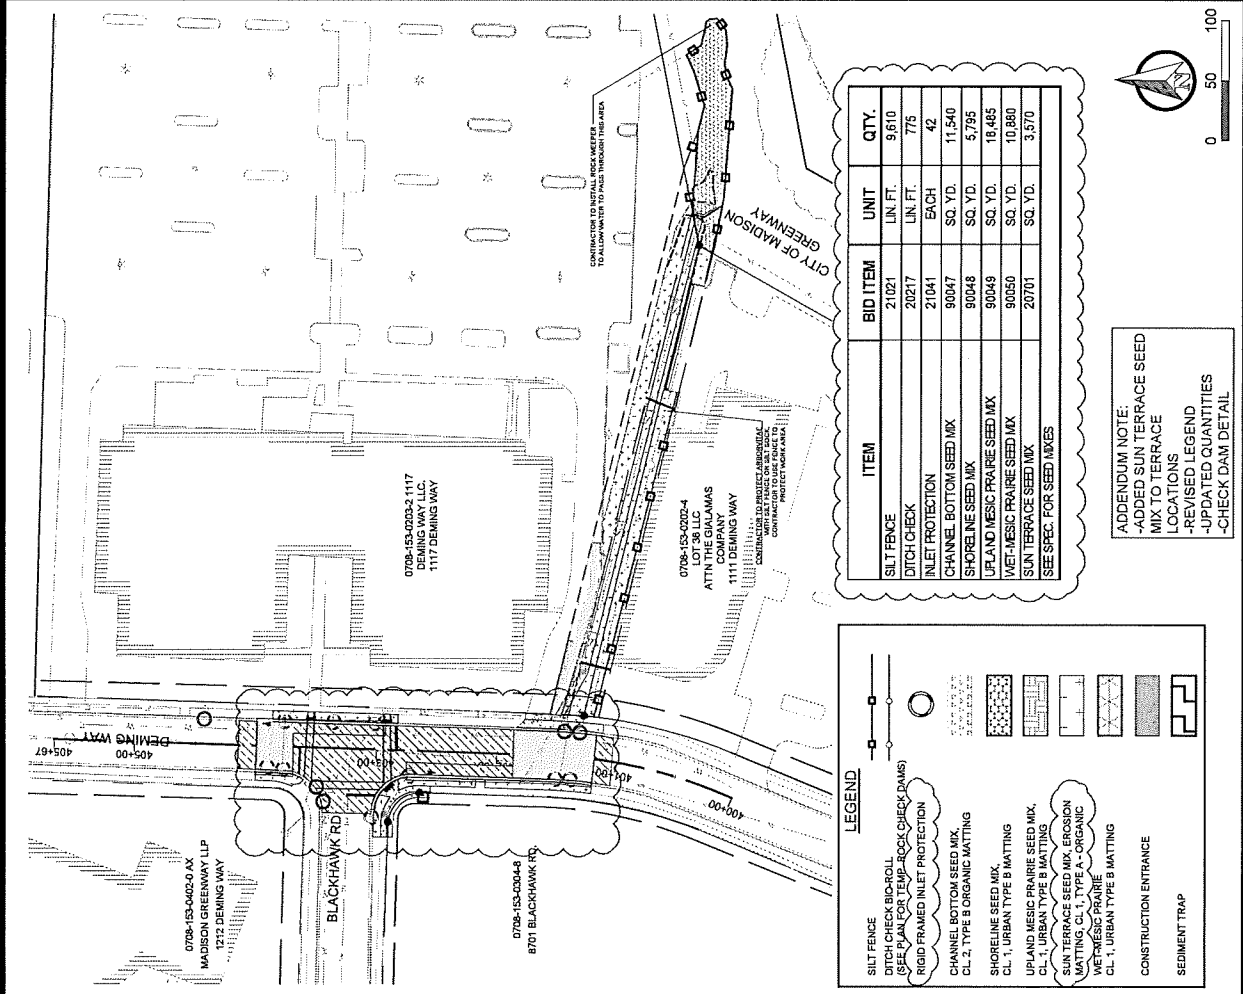 CONTRACTOR TO INSTALL ROCK WEEPER
TO ALLOW WATER TO PASS THROUGH THIS AREA
CITY OF MADISON
GREENWAY
0708-153-0203-2 1117
DEMING WAY LLC.
1117 DEMING WAY
0708-153-0202-4
LOT 36 LLC
ATTN THE GIALAMAS
COMPANY
1111 DEMING WAY
CONTRACTOR TO PROTECT ARBORVITAE
WITH SILT FENCE OR SILT SOCK.
CONTRACTOR TO USE FENCE TO
PROTECT WORK AREA
DEMING WAY
405+67
405+00
403+00
401+00
400+00
BLACKHAWK RD
0708-153-0402-0 AX
MADISON GREENWAY LLP
1212 DEMING WAY
0708-153-0304-8
8701 BLACKHAWK RD.
ITEM BID ITEM UNIT QTY.
SILT FENCE 21021 LIN. FT. 9,610
DITCH CHECK 20217 LIN. FT. 775
INLET PROTECTION 21041 EACH 42
CHANNEL BOTTOM SEED MIX 90047 SQ. YD. 11,540
SHORELINE SEED MIX 90048 SQ. YD. 5,795
UPLAND MESIC PRAIRIE SEED MIX 90049 SQ. YD. 18,485
WET-MESIC PRAIRIE SEED MIX 90050 SQ. YD. 10,880
SUN TERRACE SEED MIX 20701 SQ. YD. 3,570
SEE SPEC. FOR SEED MIXES
LEGEND
SILT FENCE
DITCH CHECK BIO-ROLL
(SEE PLAN FOR TEMP. ROCK CHECK DAMS)
RIGID FRAMED INLET PROTECTION
CHANNEL BOTTOM SEED MIX,
CL. 2, TYPE B ORGANIC MATTING
SHORELINE SEED MIX,
CL. 1, URBAN TYPE B MATTING
UPLAND MESIC PRAIRIE SEED MIX,
CL. 1, URBAN TYPE B MATTING
SUN TERRACE SEED MIX, EROSION
MATTING, CL 1, TYPE A - ORGANIC
WET-MESIC PRAIRIE
CL. 1, URBAN TYPE B MATTING
CONSTRUCTION ENTRANCE
SEDIMENT TRAP
ADDENDUM NOTE:
-ADDED SUN TERRACE SEED
MIX TO TERRACE
LOCATIONS
-REVISED LEGEND
-UPDATED QUANTITIES
-CHECK DAM DETAIL
N
0 50 100